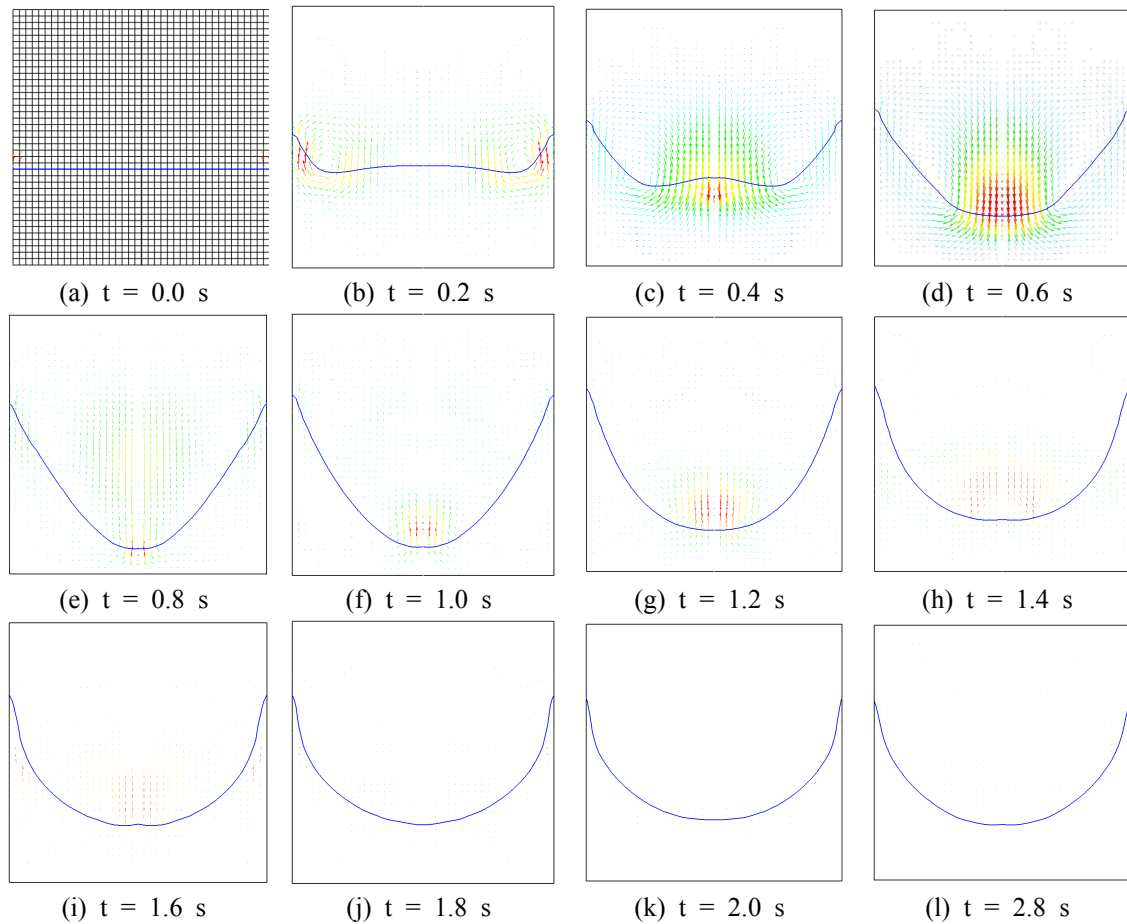 (a) t = 0.0 s
(b) t = 0.2 s
(c) t = 0.4 s
(d) t = 0.6 s
(e) t = 0.8 s
(f) t = 1.0 s
(g) t = 1.2 s
(h) t = 1.4 s
(i) t = 1.6 s
(j) t = 1.8 s
(k) t = 2.0 s
(l) t = 2.8 s